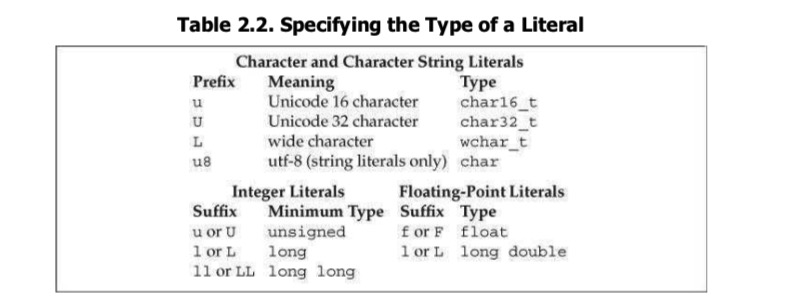 Table 2.2. Specifying the Type of a Literal
Character and Character String Literals
Prefix Meaning Type
u Unicode 16 character char16_t
U Unicode 32 character char32_t
L wide character wchar_t
u8 utf-8 (string literals only) char
Integer Literals Floating-Point Literals
Suffix Minimum Type Suffix Type
u or U unsigned f or F float
l or L long l or L long double
ll or LL long long